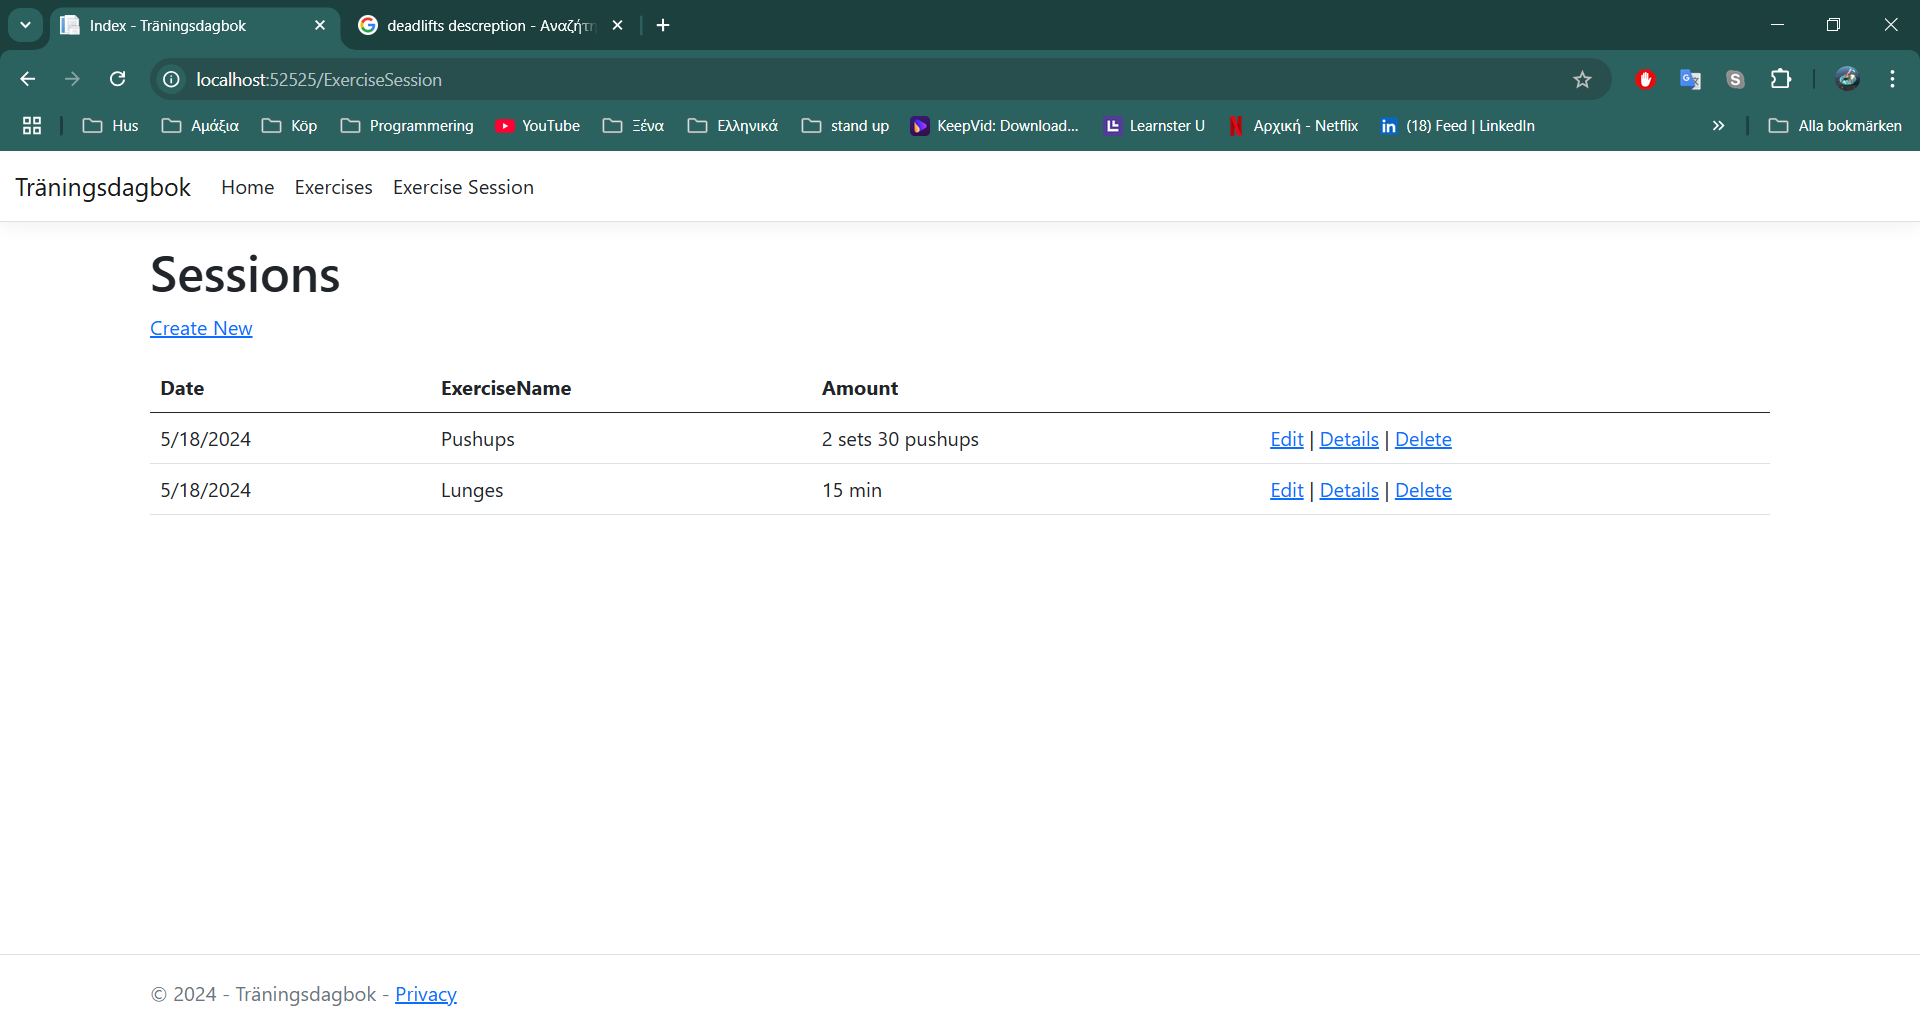 Index - Träningsdagbok
deadlifts descreption - Αναζήτη
localhost:52525/ExerciseSession
Hus Αμάξια Köp Programmering YouTube Ξένα Ελληνικά stand up KeepVid: Download... Learnster U Αρχική - Netflix (18) Feed | LinkedIn » Alla bokmärken
Träningsdagbok Home Exercises Exercise Session
Sessions
Create New
Date ExerciseName Amount
5/18/2024 Pushups 2 sets 30 pushups Edit | Details | Delete
5/18/2024 Lunges 15 min Edit | Details | Delete
© 2024 - Träningsdagbok - Privacy